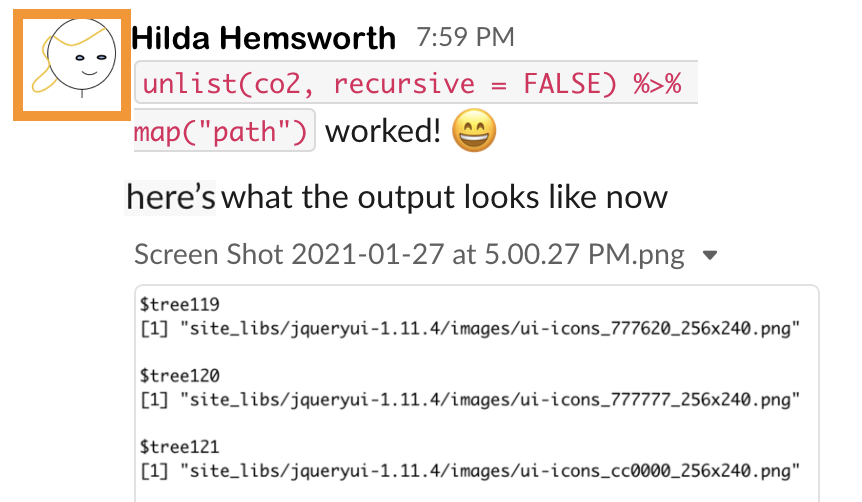 Hilda Hemsworth 7:59 PM
unlist(co2, recursive = FALSE) %>%
map("path") worked! 😄
here's what the output looks like now
Screen Shot 2021-01-27 at 5.00.27 PM.png
$tree119
[1] "site_libs/jqueryui-1.11.4/images/ui-icons_777620_256x240.png"
$tree120
[1] "site_libs/jqueryui-1.11.4/images/ui-icons_777777_256x240.png"
$tree121
[1] "site_libs/jqueryui-1.11.4/images/ui-icons_cc0000_256x240.png"